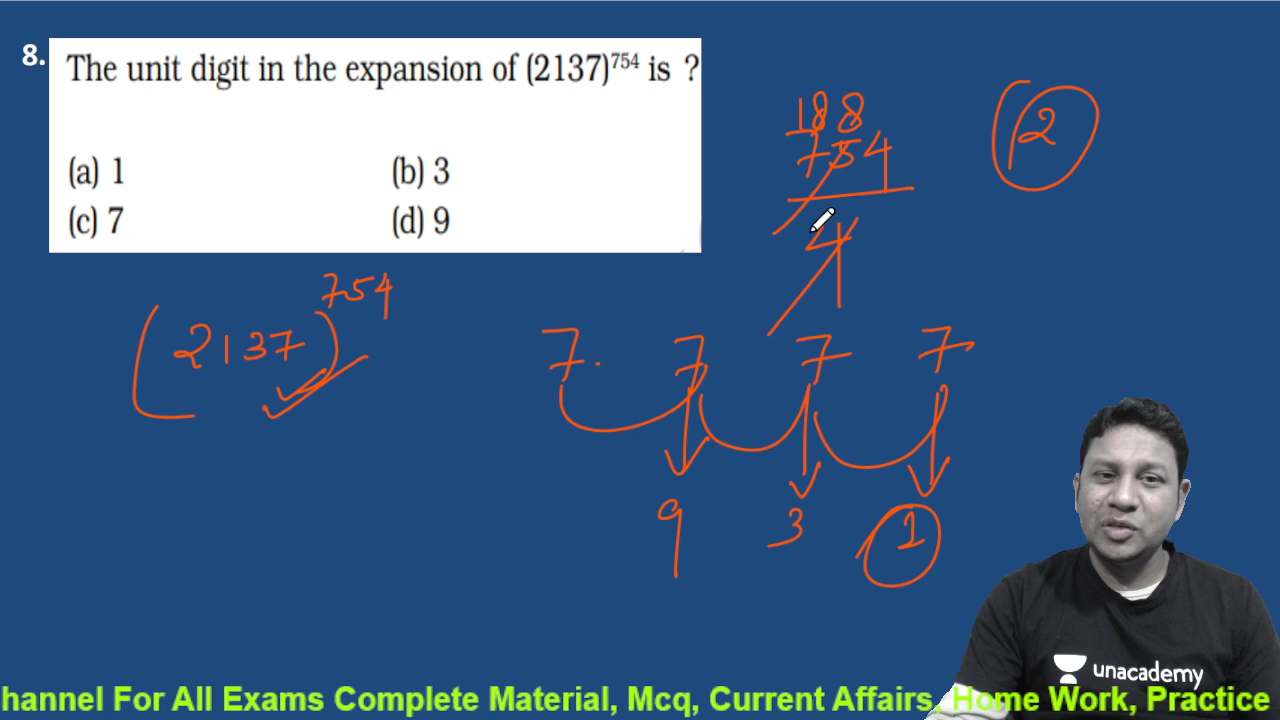 8.
The unit digit in the expansion of (2137)⁷⁵⁴ is ?
(a) 1 (b) 3
(c) 7 (d) 9
188
754
4
2
(2137)⁷⁵⁴
7. 7 7 7
9 3 1
unacademy
hannel For All Exams Complete Material, Mcq, Current Affairs, Home Work, Practice